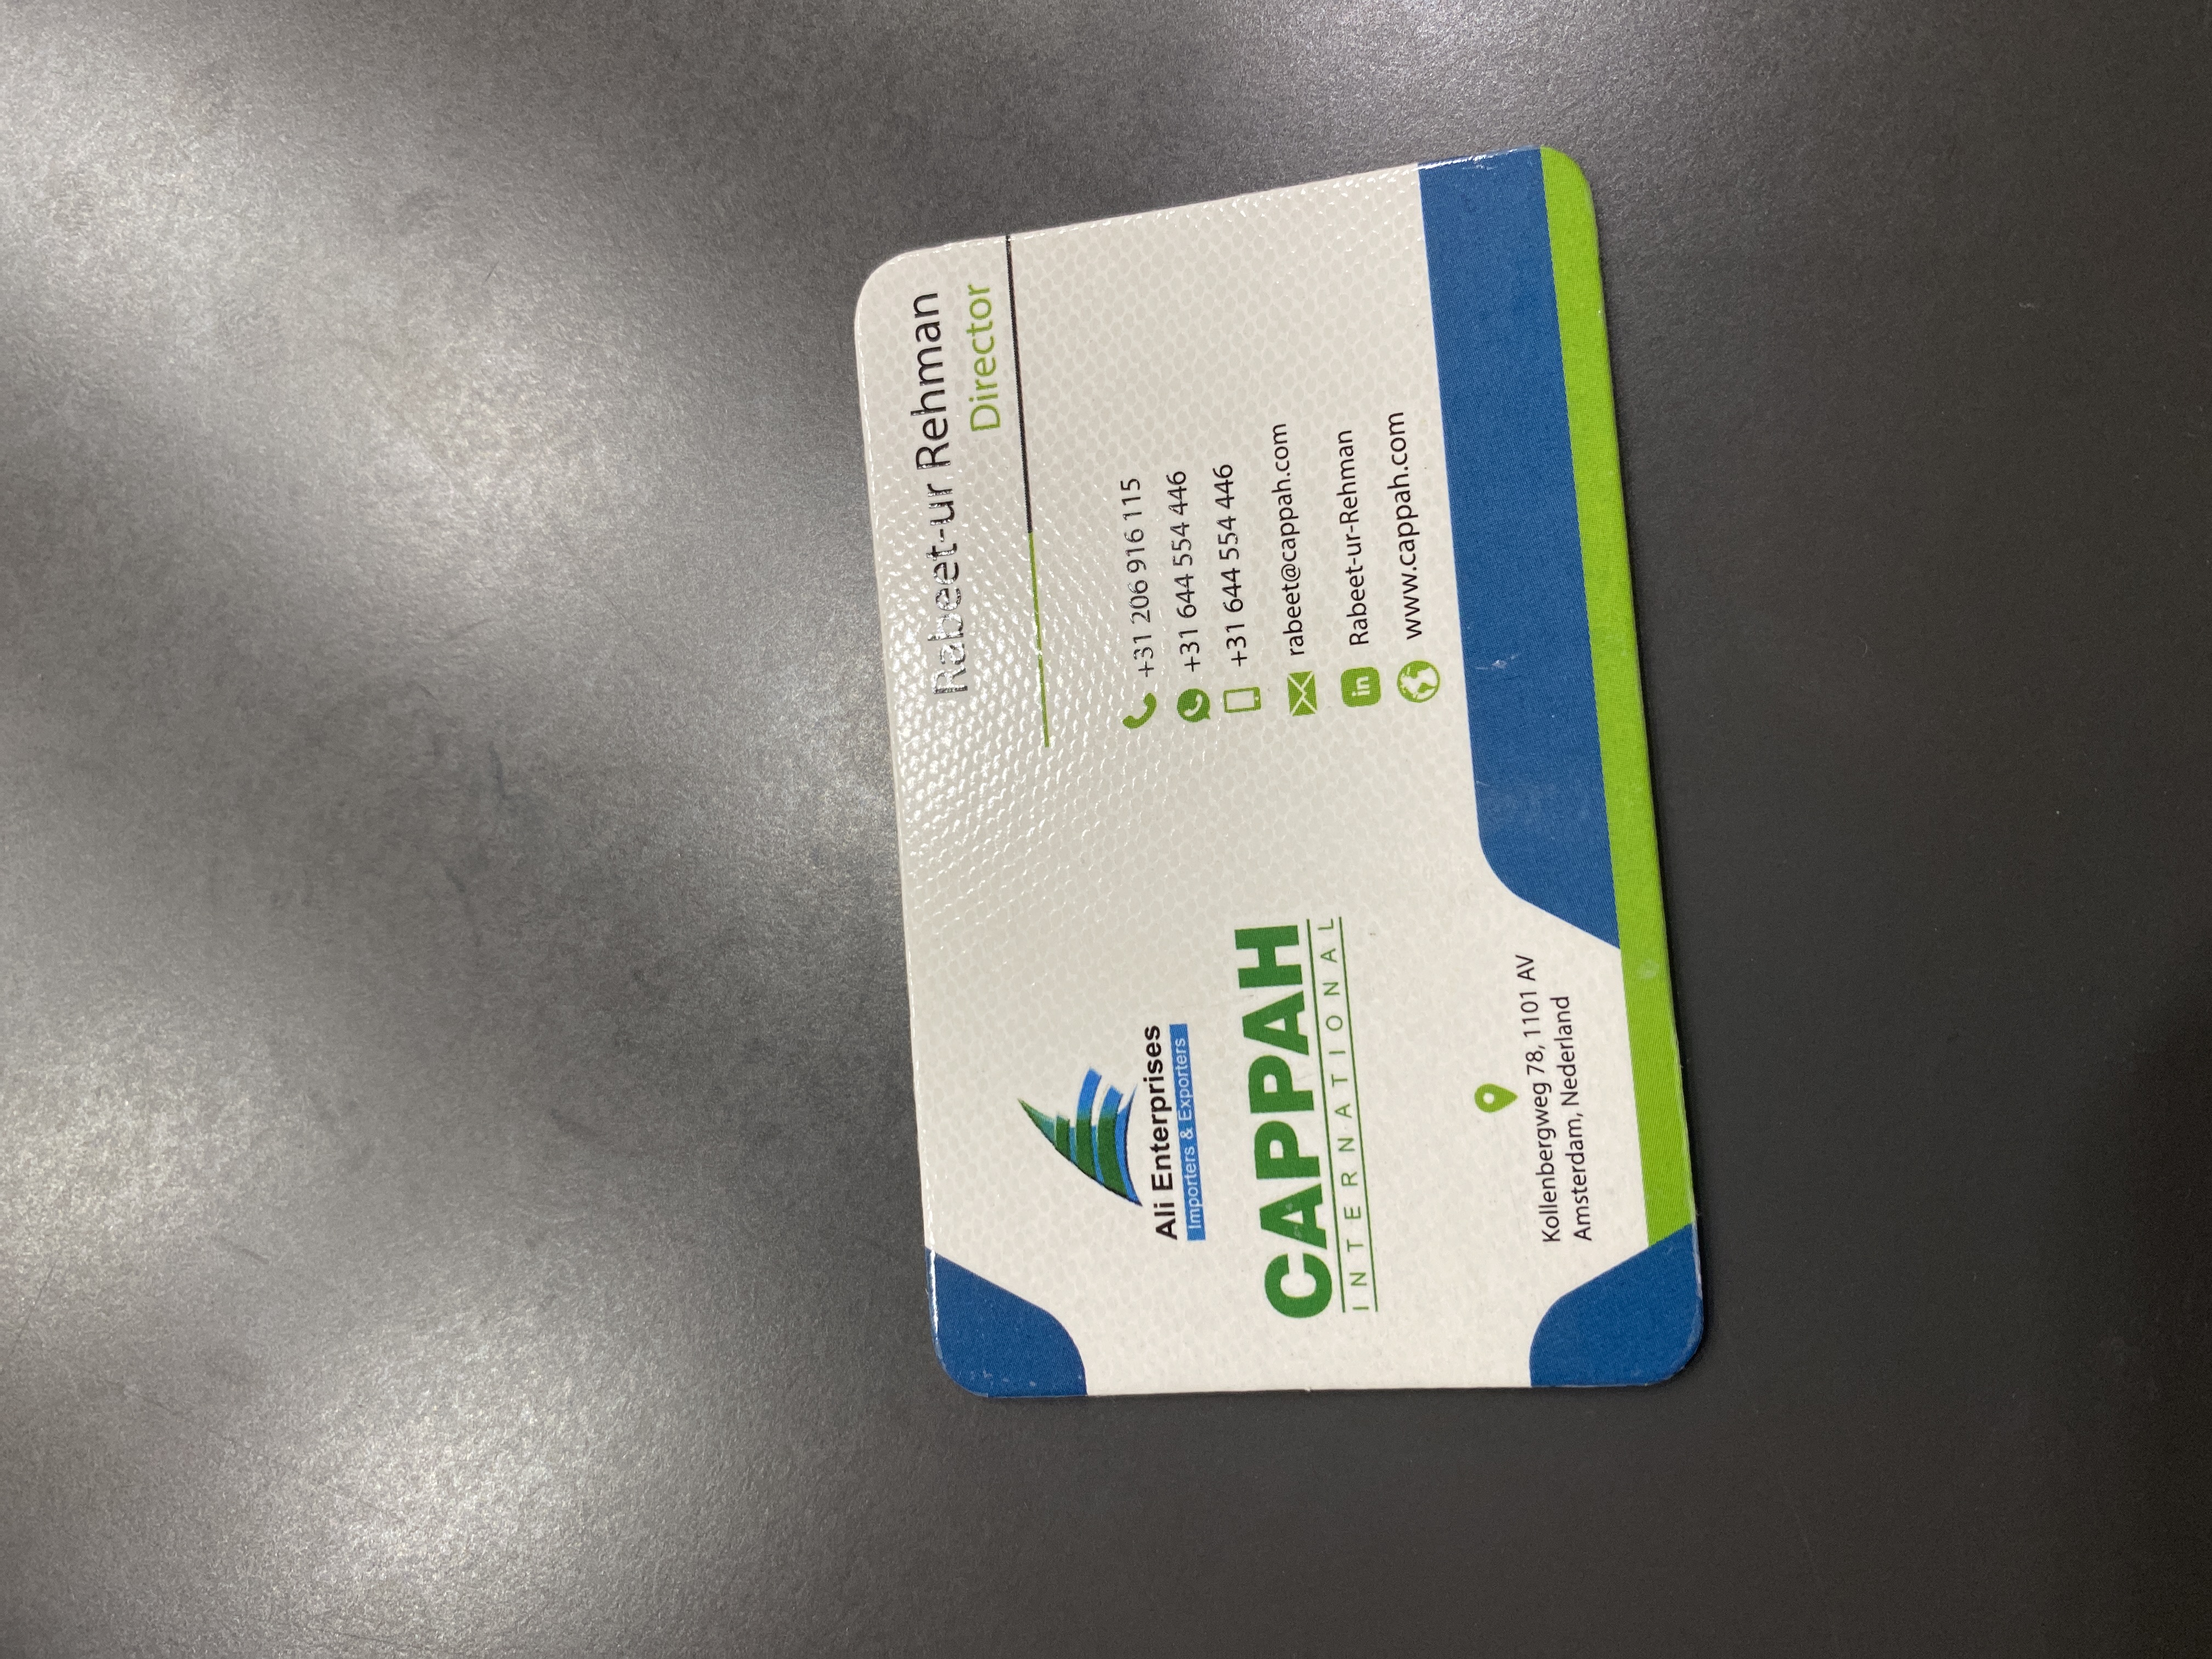 Rabeet-ur Rehman
Director
Ali Enterprises
Importers & Exporters
CAPPAH
INTERNATIONAL
+31 206 916 115
+31 644 554 446
+31 644 554 446
rabeet@cappah.com
in
Rabeet-ur-Rehman
www.cappah.com
Kollenbergweg 78, 1101 AV
Amsterdam, Nederland